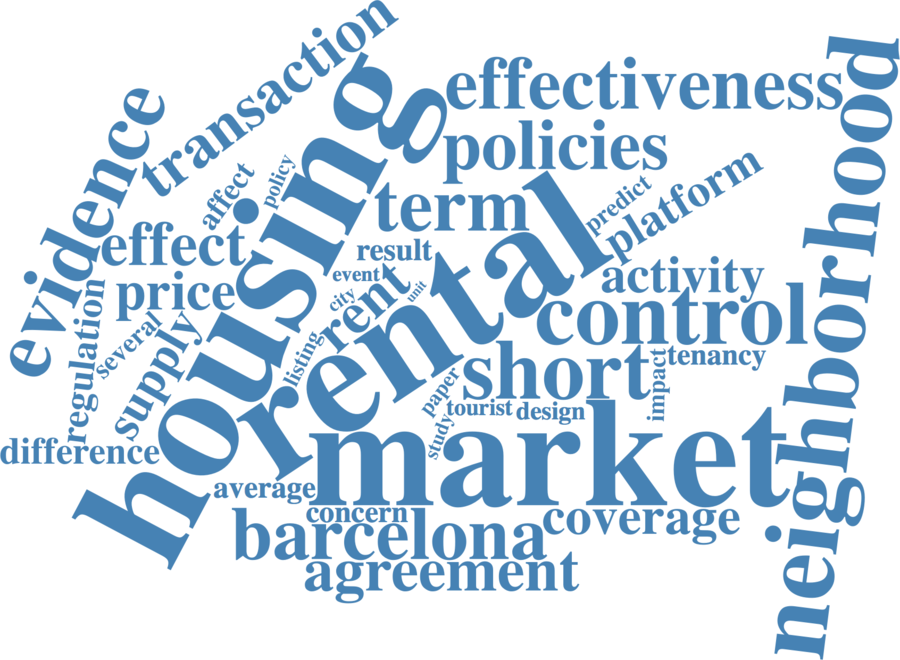 transaction
effectiveness
neighborhood
evidence
housing
policies
policy
affect
term
predict
platform
effect
result
rental
event
activity
price
city
unit
rent
control
regulation
several
supply
listing
short
impact
tenancy
paper
tourist
design
study
market
difference
average
concern
coverage
barcelona
agreement